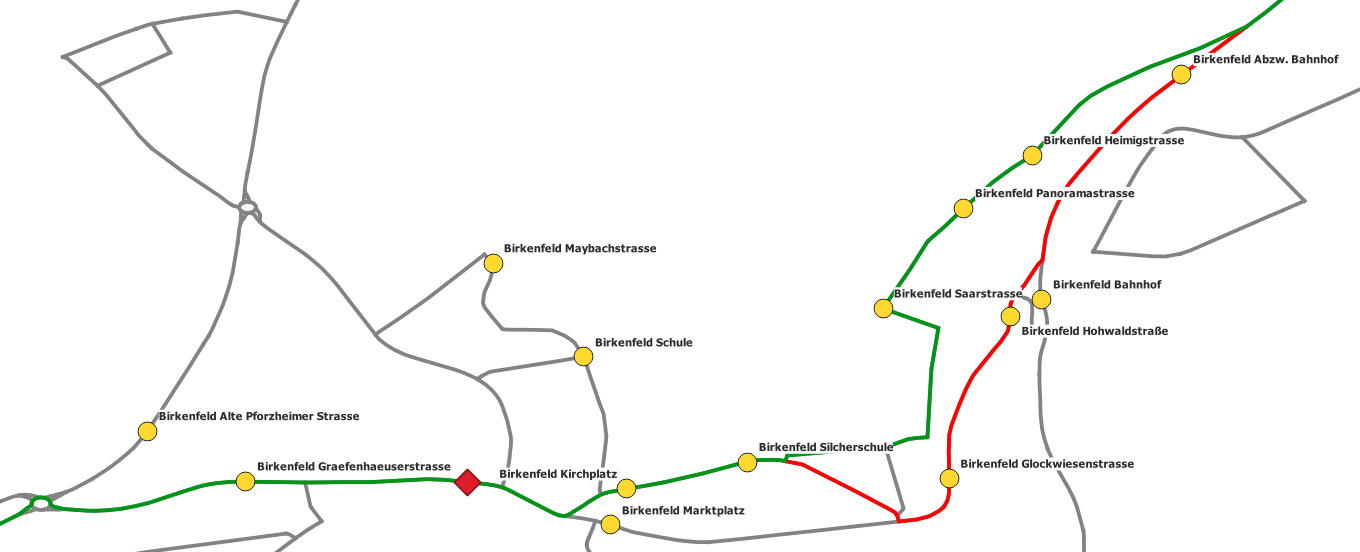 Birkenfeld Abzw. Bahnhof
Birkenfeld Heimigstrasse
Birkenfeld Panoramastrasse
Birkenfeld Maybachstrasse
Birkenfeld Bahnhof
Birkenfeld Saarstrasse
Birkenfeld Hohwaldstraße
Birkenfeld Schule
Birkenfeld Alte Pforzheimer Strasse
Birkenfeld Silcherschule
Birkenfeld Glockwiesenstrasse
Birkenfeld Graefenhaeuserstrasse
Birkenfeld Kirchplatz
Birkenfeld Marktplatz